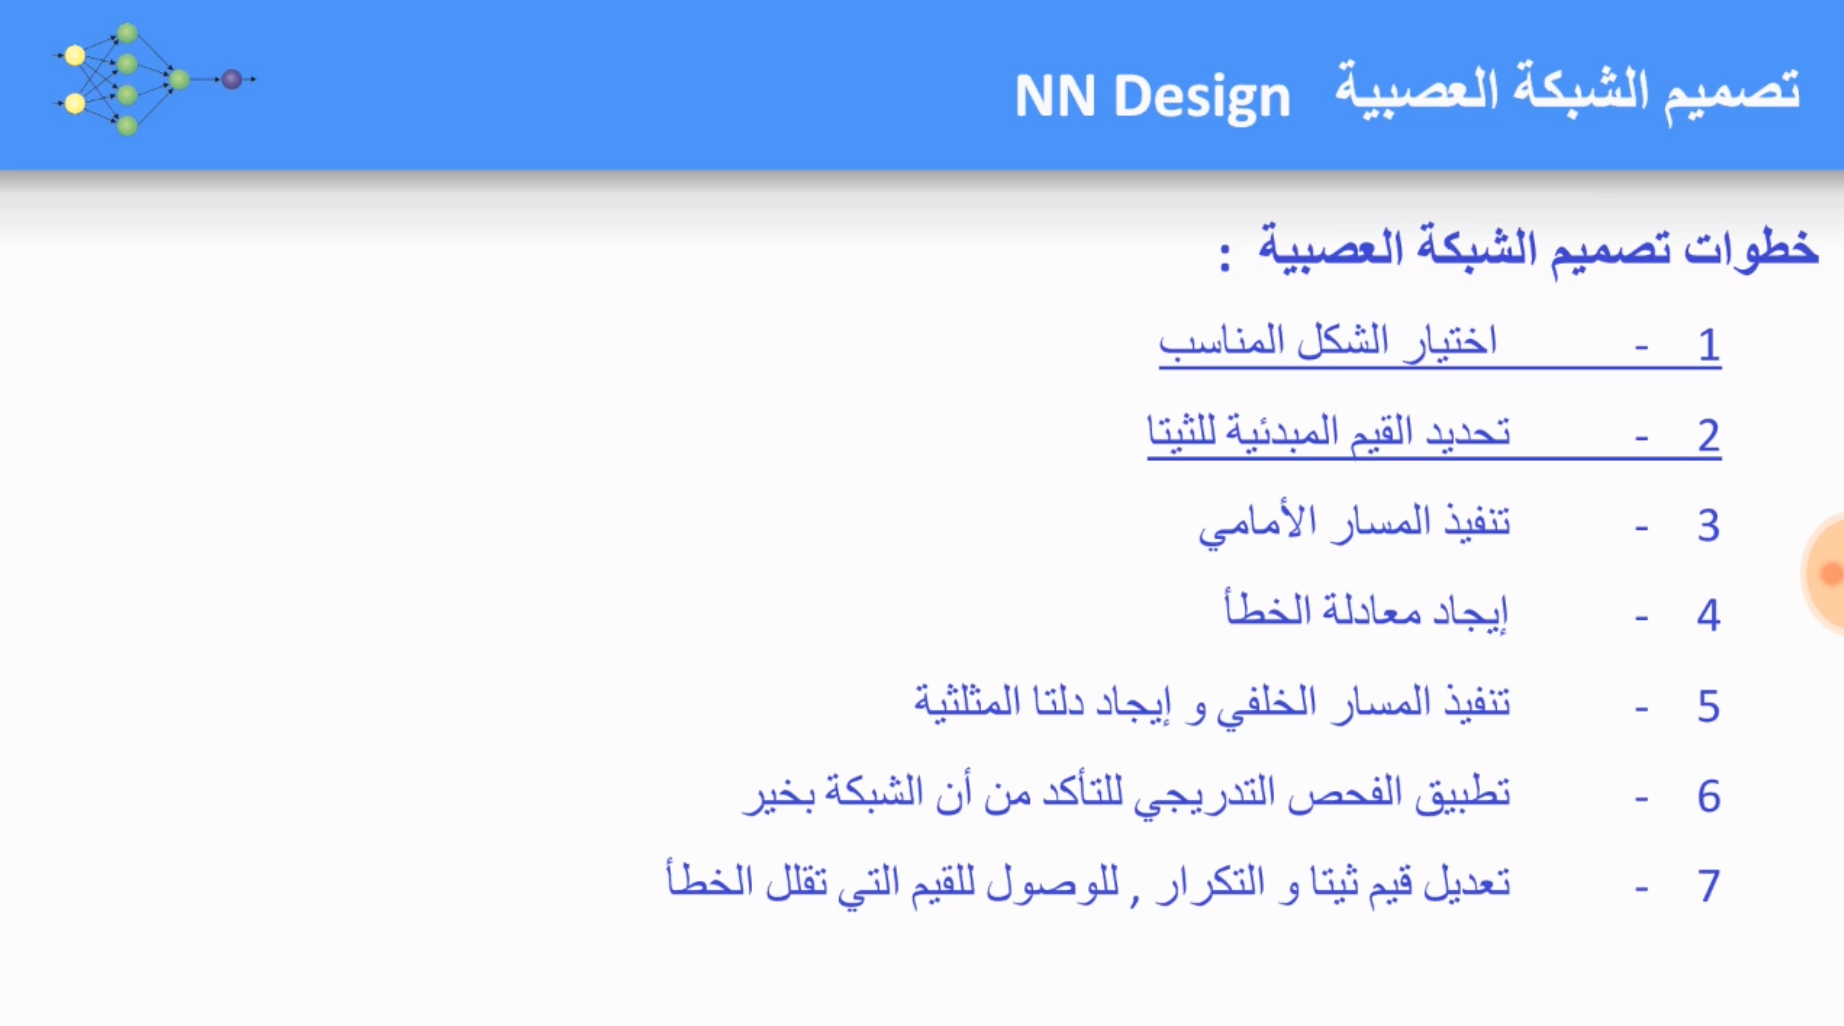 تصميم الشبكة العصبية NN Design
خطوات تصميم الشبكة العصبية :
1 - اختيار الشكل المناسب
2 - تحديد القيم المبدئية للثيتا
3 - تنفيذ المسار الأمامي
4 - إيجاد معادلة الخطأ
5 - تنفيذ المسار الخلفي و إيجاد دلتا المثلثية
6 - تطبيق الفحص التدريجي للتأكد من أن الشبكة بخير
7 - تعديل قيم ثيتا و التكرار , للوصول للقيم التي تقلل الخطأ